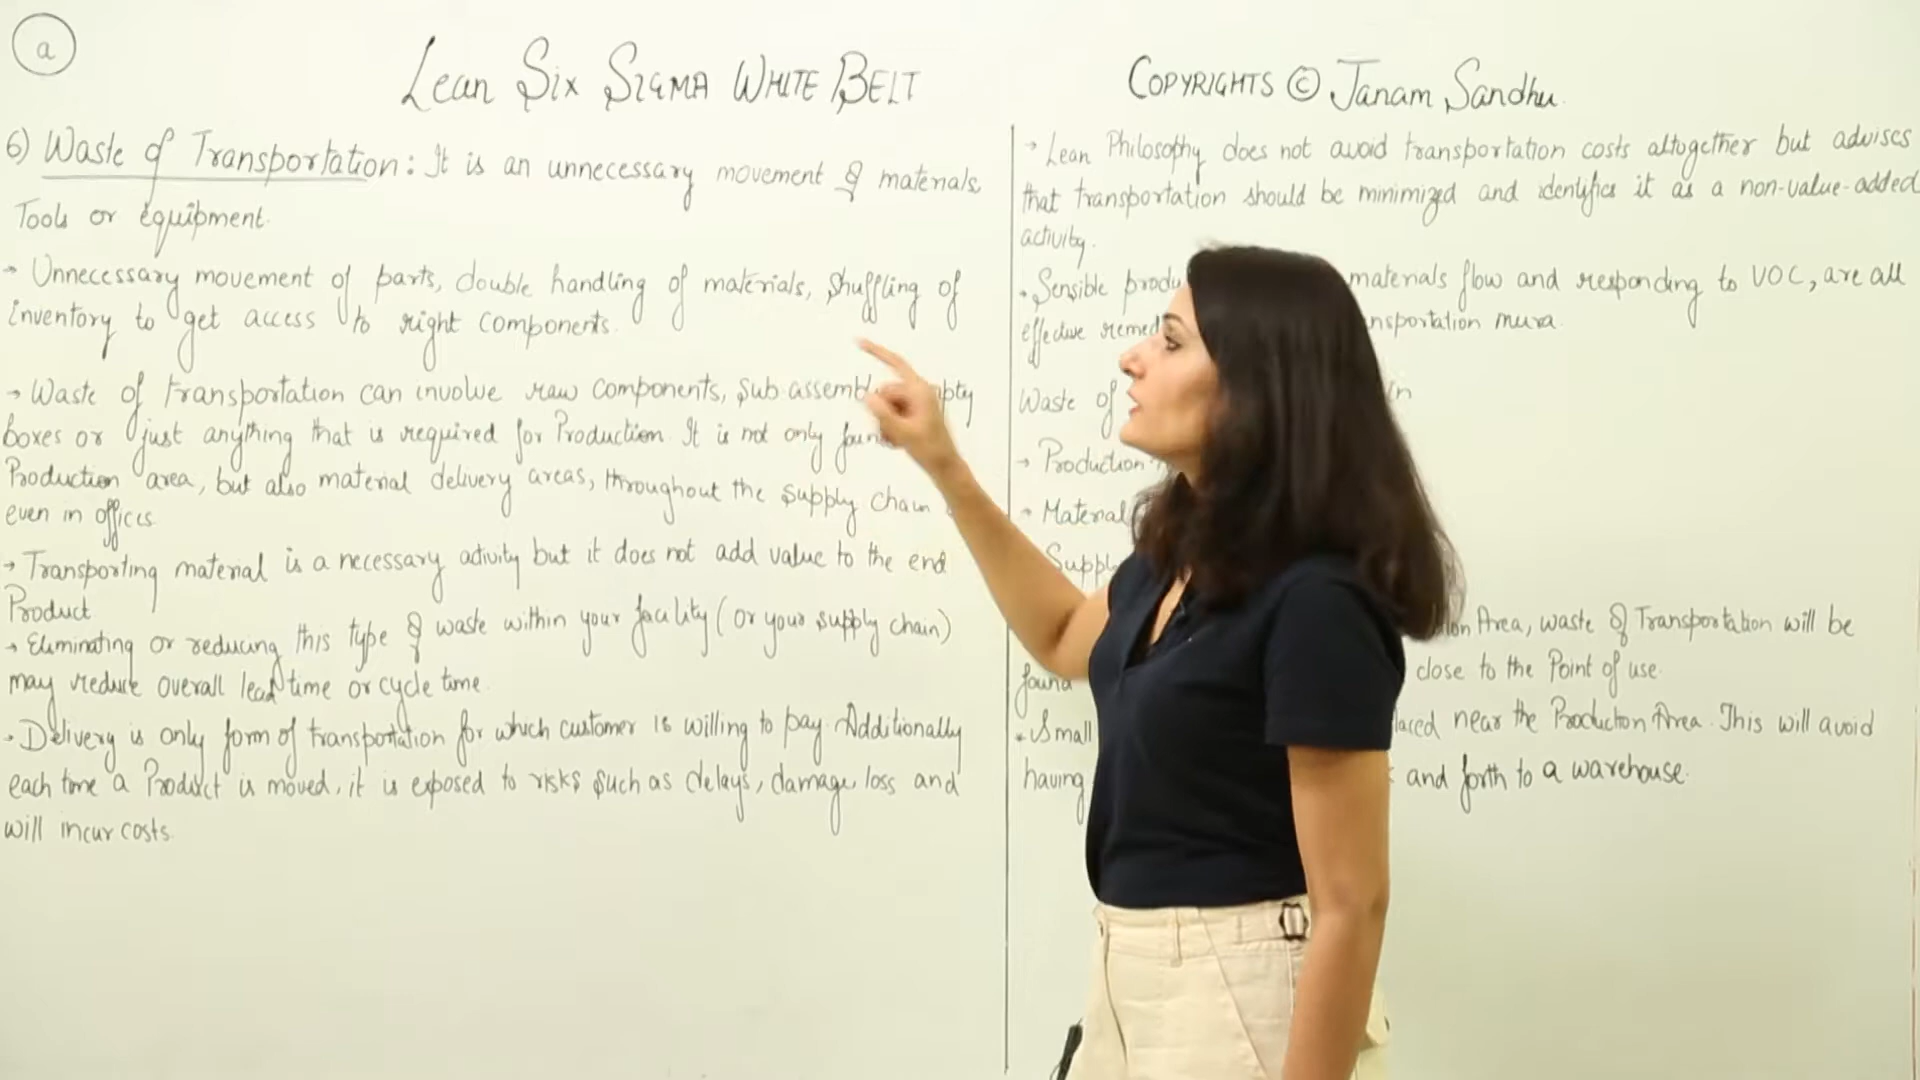 a
Lean Six SIGMA WHITE BELT
COPYRIGHTS © Janam Sandhu.
6) Waste of Transportation: It is an unnecessary movement of materials,
Tools or equipment.
→ Unnecessary movement of parts, double handling of materials, shuffling of
inventory to get access to right components.
→ Waste of transportation can involve raw components, sub assembl
boxes or just anything that is required for Production. It is not only
Production area, but also material delivery areas, throughout the supply chain
even in offices
→ Transporting material is a necessary activity but it does not add value to the end
Product
→ Eliminating or reducing this type of waste within your facility (or your supply chain)
may reduce overall lead time or cycle time.
• Delivery is only form of transportation for which customer is willing to pay. Additionally
each time a Product is moved, it is exposed to risks such as delays, damage, loss and
will incur costs.
• Lean Philosophy does not avoid transportation costs altogether but advises
that transportation should be minimized and identifies it as a non-value-added
activity.
• Sensible produ materials flow and responding to VOC, are all
effective remed nsportation mura.
Waste of in
→ Production
→ Material
Suppl
Area, waste of Transportation will be
found close to the Point of use.
• Small laced near the Production Area. This will avoid
having and forth to a warehouse.